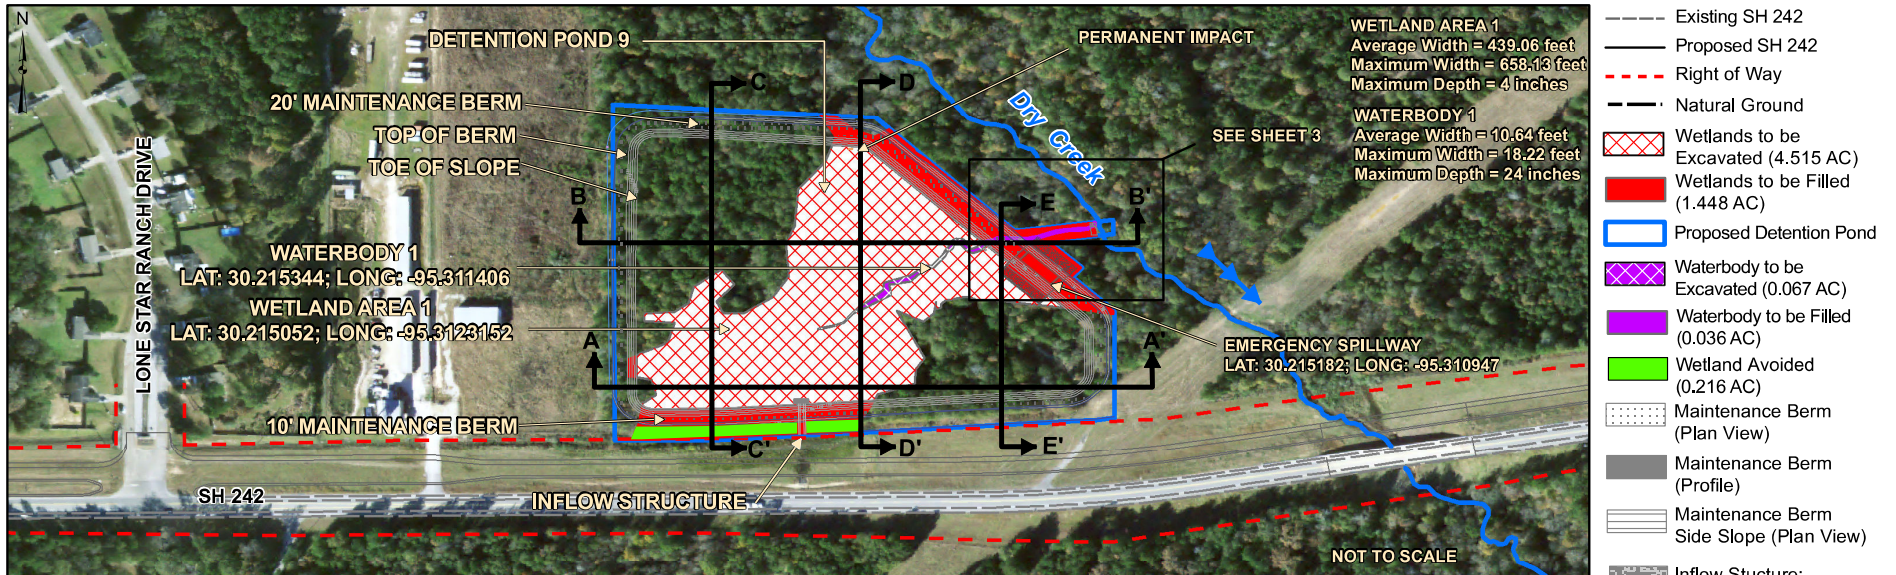 N
DETENTION POND 9
20' MAINTENANCE BERM
TOP OF BERM
TOE OF SLOPE
LONE STAR RANCH DRIVE
WATERBODY 1
LAT: 30.215344; LONG: -95.311406
WETLAND AREA 1
LAT: 30.215052; LONG: -95.3123152
10' MAINTENANCE BERM
INFLOW STRUCTURE
SH 242
C
D
B
B'
E
A
A'
C'
D'
E'
PERMANENT IMPACT
Dry Creek
SEE SHEET 3
EMERGENCY SPILLWAY
LAT: 30.215182; LONG: -95.310947
WETLAND AREA 1
Average Width = 439.06 feet
Maximum Width = 658.13 feet
Maximum Depth = 4 inches
WATERBODY 1
Average Width = 10.64 feet
Maximum Width = 18.22 feet
Maximum Depth = 24 inches
NOT TO SCALE
Existing SH 242
Proposed SH 242
Right of Way
Natural Ground
Wetlands to be
Excavated (4.515 AC)
Wetlands to be Filled
(1.448 AC)
Proposed Detention Pond
Waterbody to be
Excavated (0.067 AC)
Waterbody to be Filled
(0.036 AC)
Wetland Avoided
(0.216 AC)
Maintenance Berm
(Plan View)
Maintenance Berm
(Profile)
Maintenance Berm
Side Slope (Plan View)
Inflow Stucture: